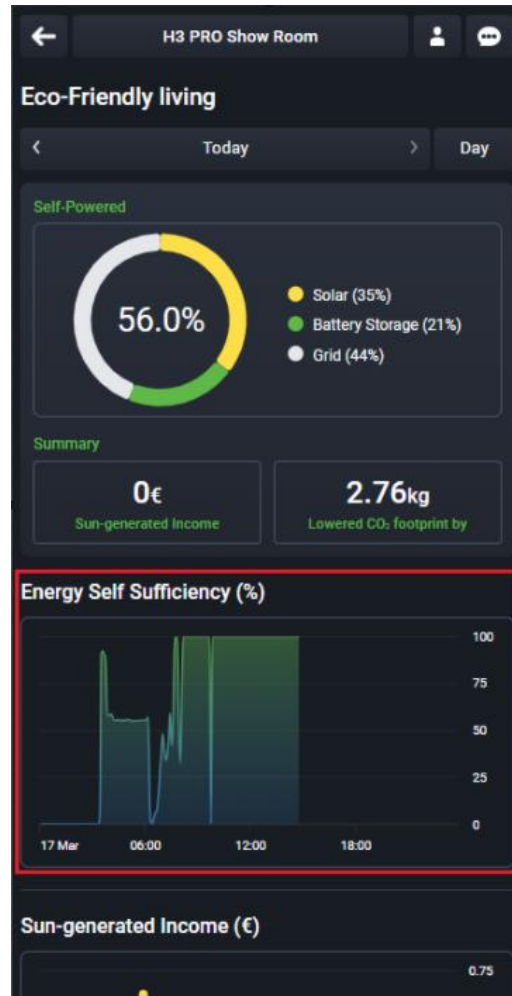 H3 PRO Show Room
Eco-Friendly living
Today
Day
Self-Powered
56.0%
Solar (35%)
Battery Storage (21%)
Grid (44%)
Summary
0€
Sun-generated Income
2.76kg
Lowered CO₂ footprint by
Energy Self Sufficiency (%)
100
75
50
25
0
17 Mar 06:00 12:00 18:00
Sun-generated Income (€)
0.75